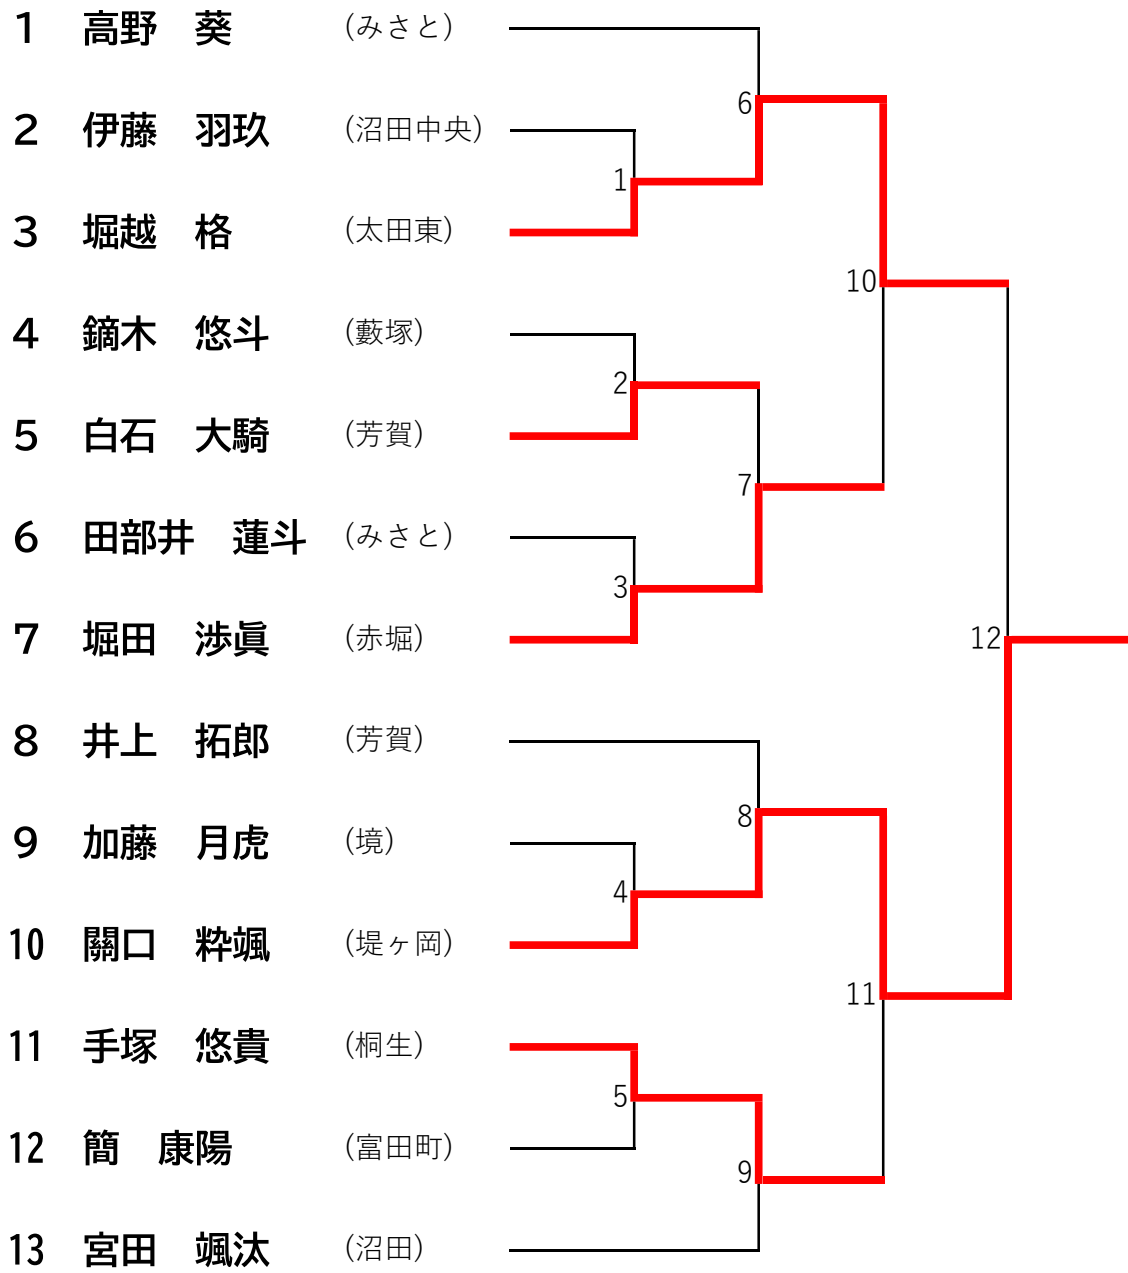 1 高野 葵 (みさと)
6
2 伊藤 羽玖 (沼田中央)
1
3 堀越 格 (太田東)
10
4 鏑木 悠斗 (藪塚)
2
5 白石 大騎 (芳賀)
7
6 田部井 蓮斗 (みさと)
3
7 堀田 渉眞 (赤堀)
12
8 井上 拓郎 (芳賀)
8
9 加藤 月虎 (境)
4
10 關口 粋颯 (堤ヶ岡)
11
11 手塚 悠貴 (桐生)
5
12 簡 康陽 (富田町)
9
13 宮田 颯汰 (沼田)